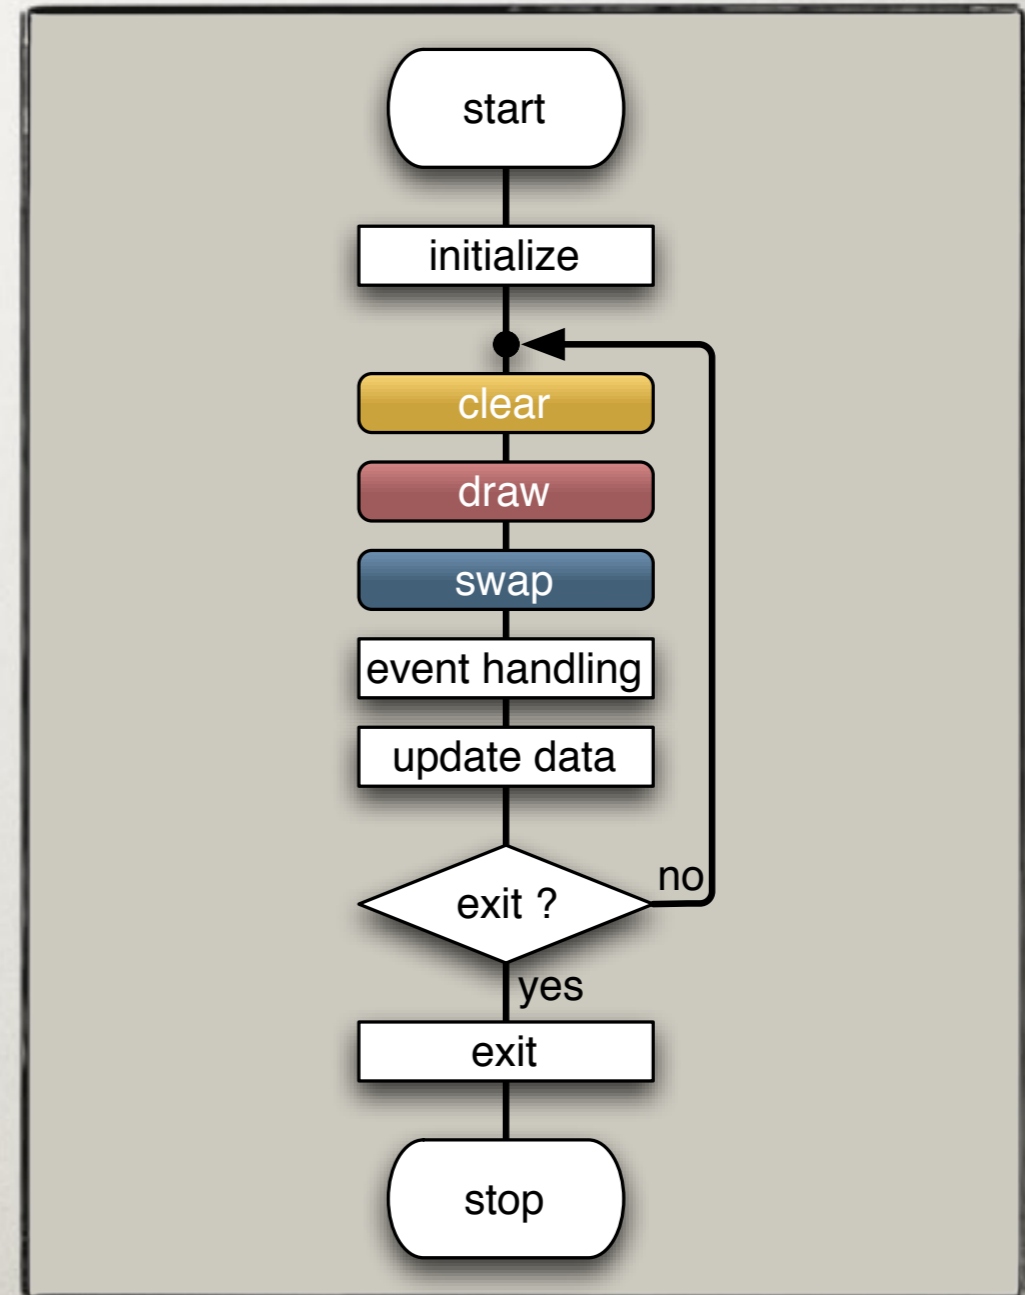 start
initialize
clear
draw
swap
event handling
update data
exit ?
no
yes
exit
stop